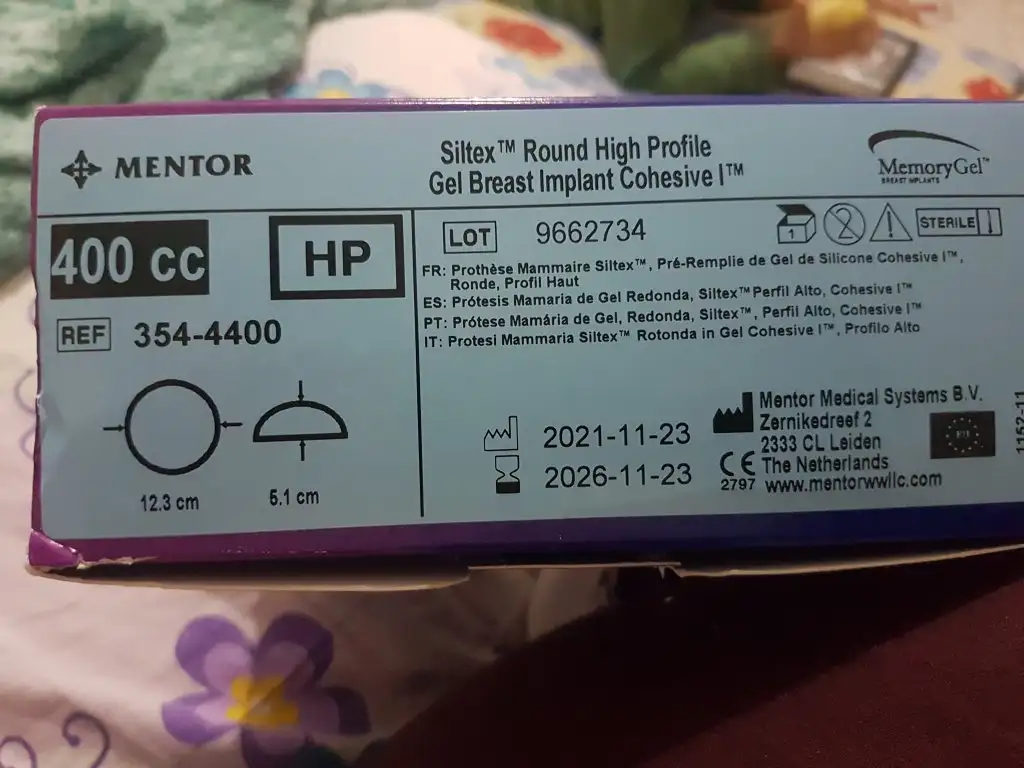 MENTOR
Siltex™ Round High Profile
Gel Breast Implant Cohesive I™
MemoryGel™
BREAST IMPLANTS
400 cc
HP
REF 354-4400
12.3 cm
5.1 cm
LOT 9662734
1
2
STERILE
FR: Prothèse Mammaire Siltex™, Pré-Remplie de Gel de Silicone Cohesive I™,
Ronde, Profil Haut
ES: Prótesis Mamaria de Gel Redonda, Siltex™ Perfil Alto, Cohesive I™
PT: Prótese Mamária de Gel, Redonda, Siltex™, Perfil Alto, Cohesive I™
IT: Protesi Mammaria Siltex™ Rotonda in Gel Cohesive I™, Profilo Alto
2021-11-23
2026-11-23
Mentor Medical Systems B.V.
Zernikedreef 2
2333 CL Leiden
The Netherlands
www.mentorwwllc.com
CE
2797
EU